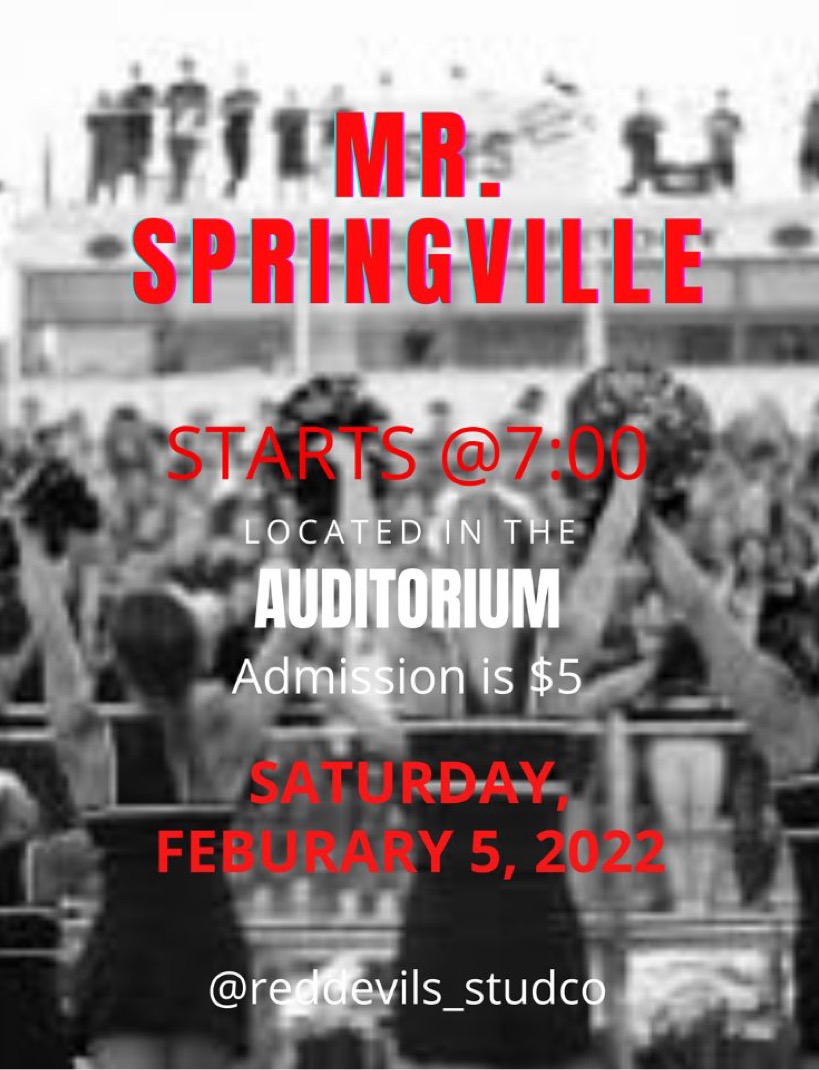 MR.
SPRINGVILLE
STARTS @7:00
LOCATED IN THE
AUDITORIUM
Admission is $5
SATURDAY,
FEBURARY 5, 2022
@reddevils_studco